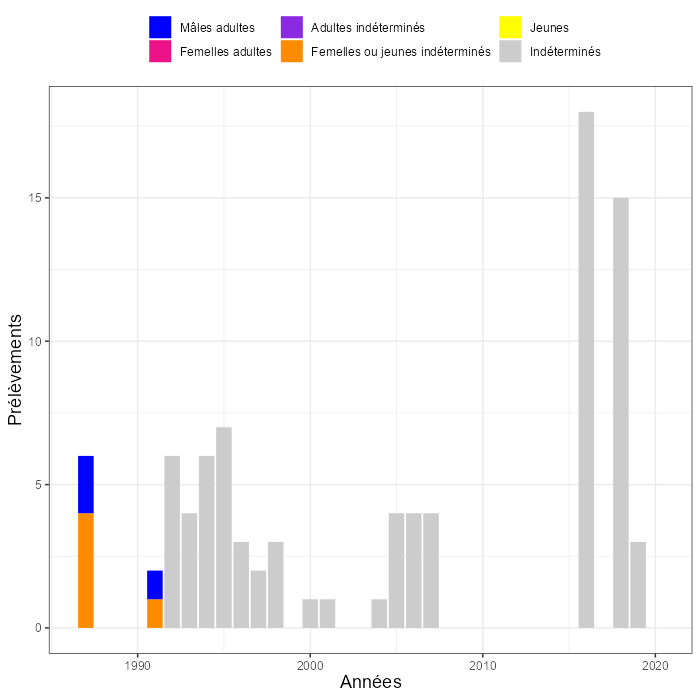 Mâles adultes
Adultes indéterminés
Jeunes
Femelles adultes
Femelles ou jeunes indéterminés
Indéterminés
15
10
5
0
Prélèvements
1990
2000
2010
2020
Années